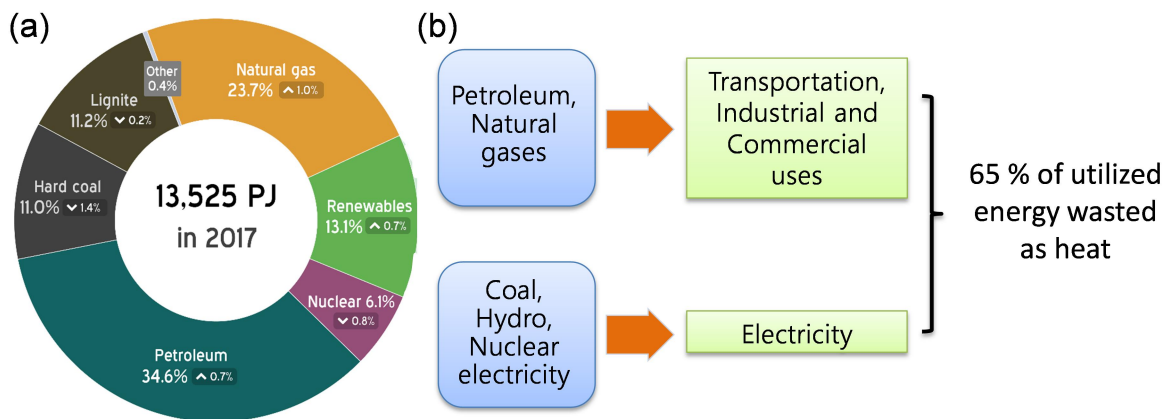 (a)
Other
0.4%
Natural gas
23.7% ^ 1.0%
Lignite
11.2% ⌄ 0.2%
Hard coal
11.0% ⌄ 1.4%
13,525 PJ
in 2017
Renewables
13.1% ^ 0.7%
Nuclear 6.1%
⌄ 0.8%
Petroleum
34.6% ^ 0.7%
(b)
Petroleum,
Natural
gases
Transportation,
Industrial and
Commercial
uses
Coal,
Hydro,
Nuclear
electricity
Electricity
65 % of utilized
energy wasted
as heat